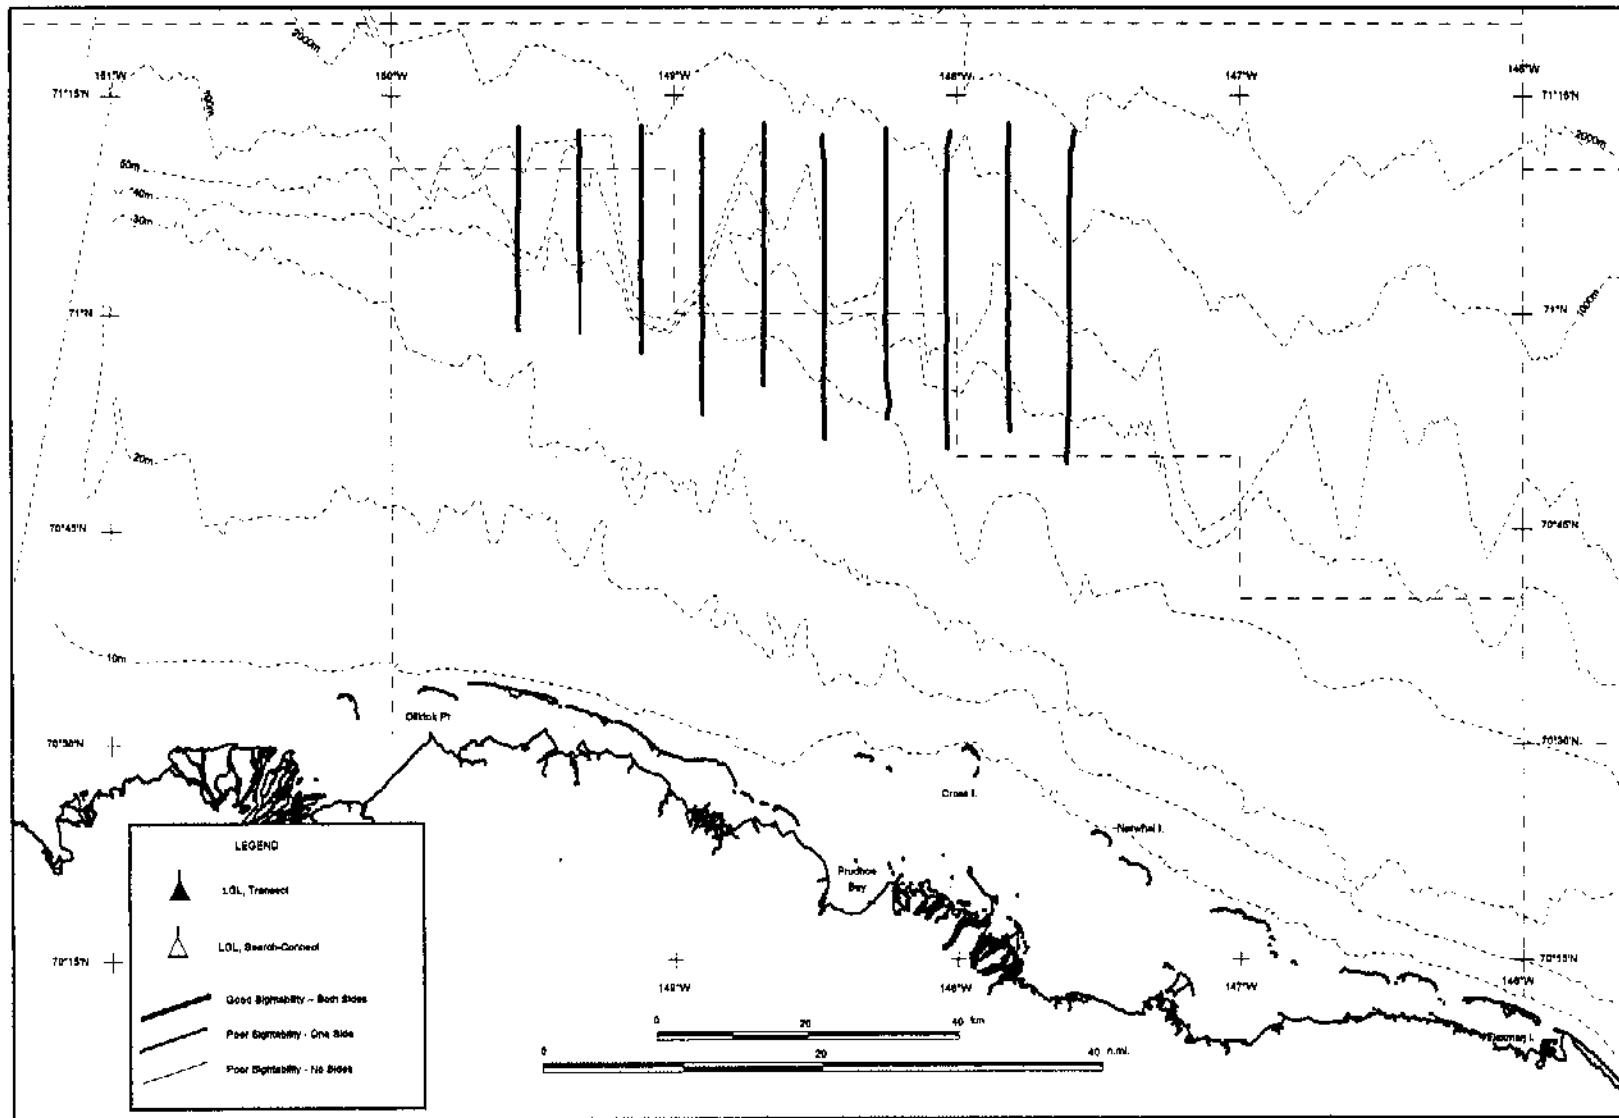 2000m
1000m
151°W
150°W
149°W
148°W
147°W
146°W
71°15'N
71°15'N
2000m
50m
40m
30m
1000m
71°N
71°N
20m
70°45'N
70°45'N
10m
Oliktok Pt
70°30'N
70°30'N
Cross I.
Narwhal I.
LEGEND
Prudhoe
Bay
LGL, Transect
LGL, Search-Connect
70°15'N
70°15'N
149°W
148°W
147°W
146°W
Good Sightability - Both Sides
0 20 40 km
Poor Sightability - One Side
Flaxman I.
0 20 40 n.mi.
Poor Sightability - No Sides